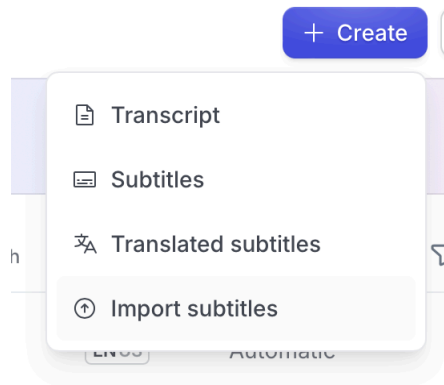 Create
Transcript
Subtitles
Translated subtitles
Import subtitles
Automatic